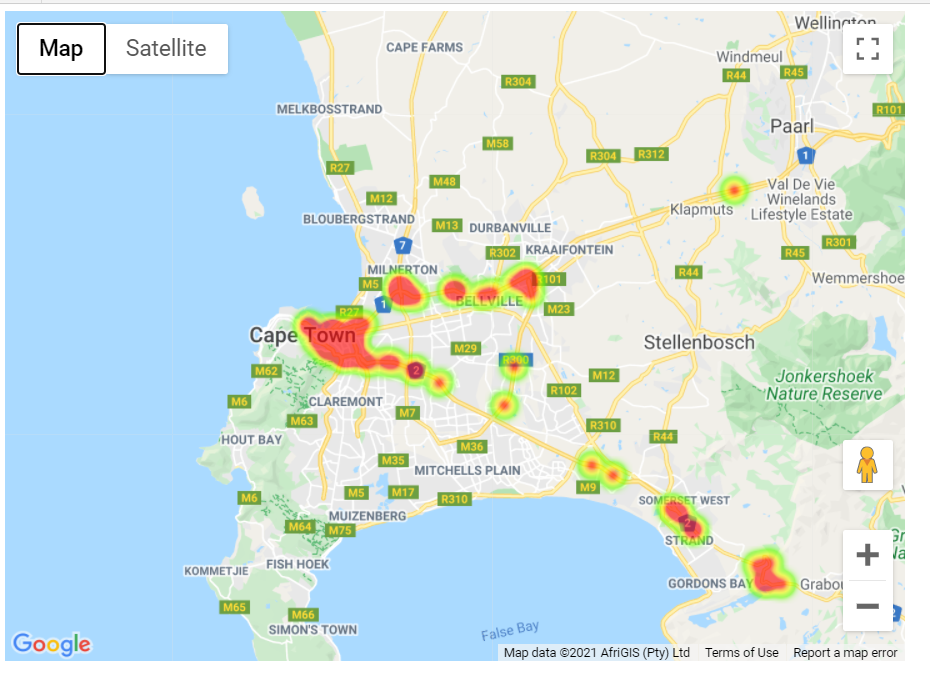 Map
Satellite
Wellington
CAPE FARMS
Windmeul
R44
R45
R304
MELKBOSSTRAND
R101
Paarl
M58
R304
R312
1
R27
M48
M12
Val De Vie
Winelands
Lifestyle Estate
Klapmuts
BLOUBERGSTRAND
M13
DURBANVILLE
7
R302
KRAAIFONTEIN
R301
R45
MILNERTON
R44
Wemmershoe
M5
101
1
BELLVILLE
M23
R27
Cape Town
Stellenbosch
M29
R300
M62
2
M12
Jonkershoek
Nature Reserve
R102
M6
CLAREMONT
M7
M63
R310
R44
HOUT BAY
M36
M35
MITCHELLS PLAIN
M9
M6
M5
M17
R310
SOMERSET WEST
MUIZENBERG
M64
M75
2
STRAND
Gr
Na
FISH HOEK
KOMMETJIE
GORDONS BAY
Grabou
M65
M66
SIMON'S TOWN
False Bay
Google
Map data ©2021 AfriGIS (Pty) Ltd
Terms of Use
Report a map error